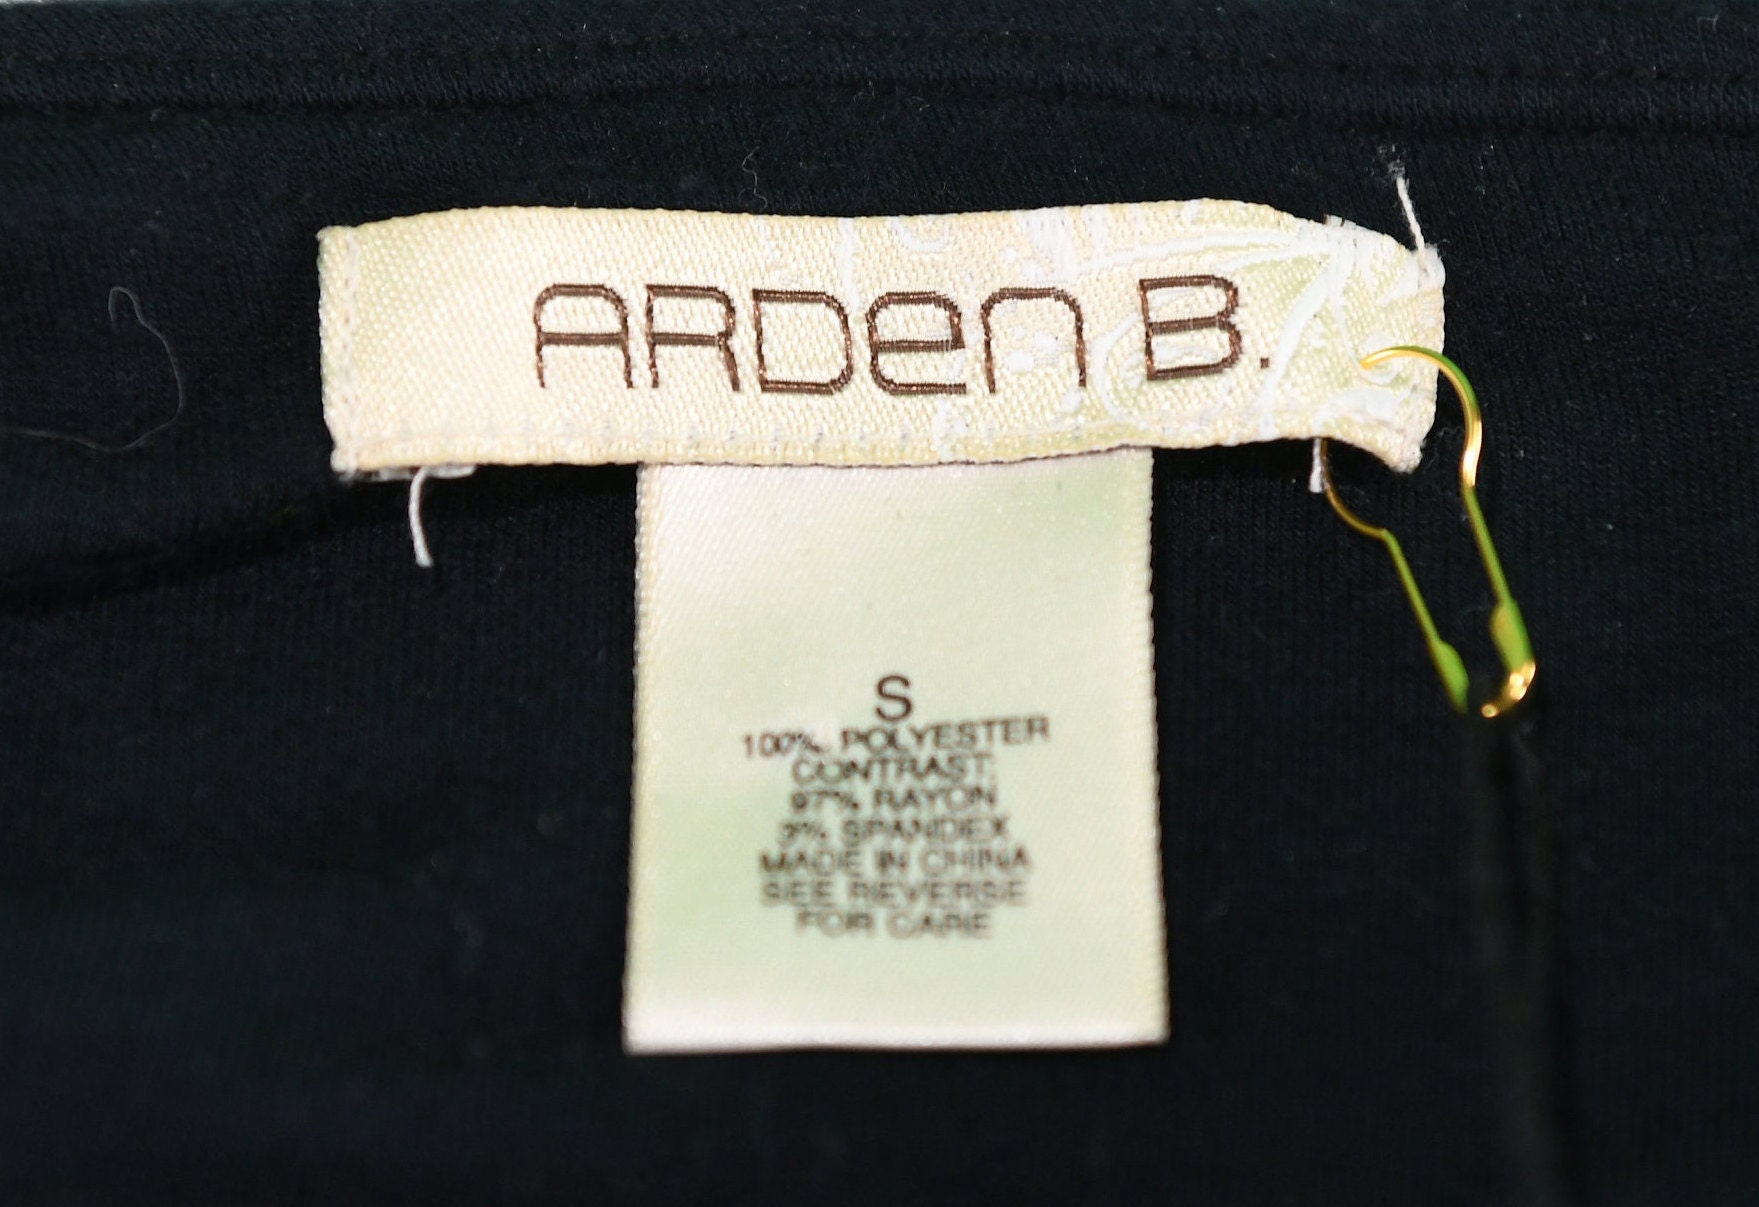 ARDEN B.
S
100% POLYESTER
CONTRAST:
97% RAYON
3% SPANDEX
MADE IN CHINA
SEE REVERSE
FOR CARE